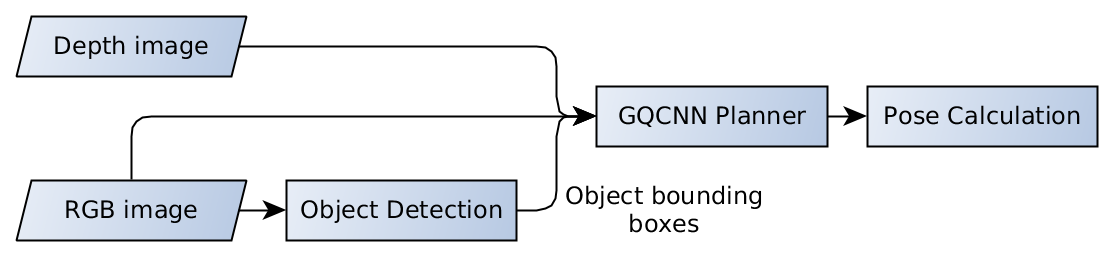 Depth image
GQCNN Planner
Pose Calculation
RGB image
Object Detection
Object bounding
boxes